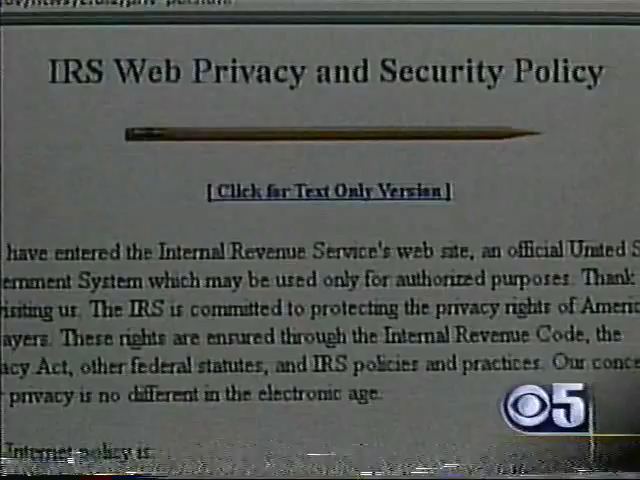 IRS Web Privacy and Security Policy
[ Click for Text Only Version ]
have entered the Internal Revenue Service's web site, an official United S
ernment System which may be used only for authorized purposes. Thank
isiting us. The IRS is committed to protecting the privacy rights of Americ
ayers. These rights are ensured through the Internal Revenue Code, the
acy Act, other federal statutes, and IRS policies and practices. Our conce
privacy is no different in the electronic age.
5
Internet policy is